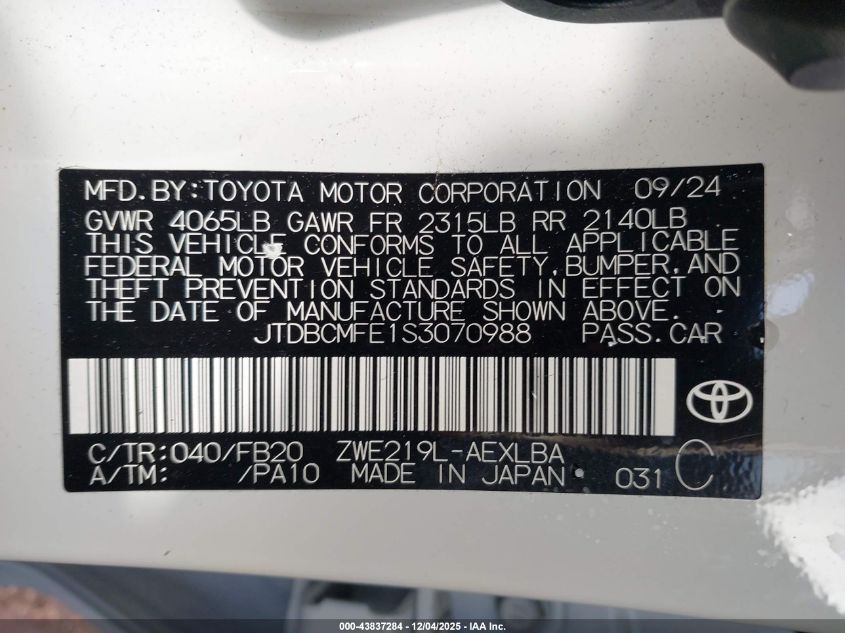 MFD.BY:TOYOTA MOTOR CORPORATION 09/24
GVWR 4065LB GAWR FR 2315LB RR 2140LB
THIS VEHICLE CONFORMS TO ALL APPLICABLE
FEDERAL MOTOR VEHICLE SAFETY,BUMPER,AND
THEFT PREVENTION STANDARDS IN EFFECT ON
THE DATE OF MANUFACTURE SHOWN ABOVE.
JTDBCMFE1S3070988 PASS.CAR
C/TR:040/FB20 ZWE219L-AEXLBA
A/TM: /PA10 MADE IN JAPAN 031 C
000-43837284 - 12/04/2025 - IAA Inc.